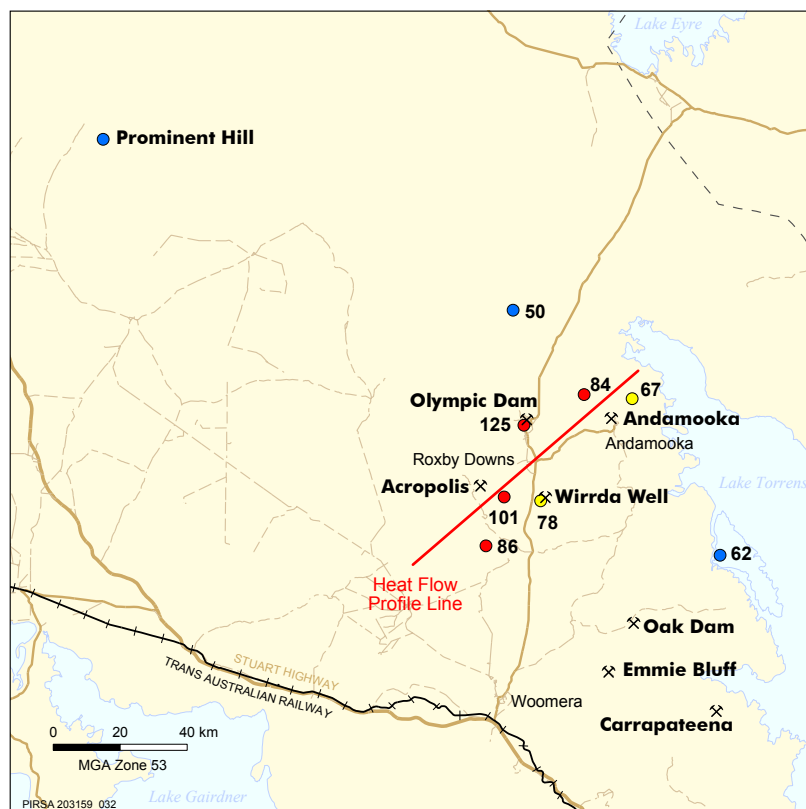 Lake Eyre
Prominent Hill
50
84
67
Olympic Dam
125
Andamooka
Andamooka
Roxby Downs
Acropolis
Lake Torrens
Wirrda Well
101
78
86
62
Heat Flow
Profile Line
Oak Dam
Emmie Bluff
STUART HIGHWAY
TRANS AUSTRALIAN RAILWAY
Woomera
Carrapateena
0 20 40 km
MGA Zone 53
Lake Gairdner
PIRSA 203159_032